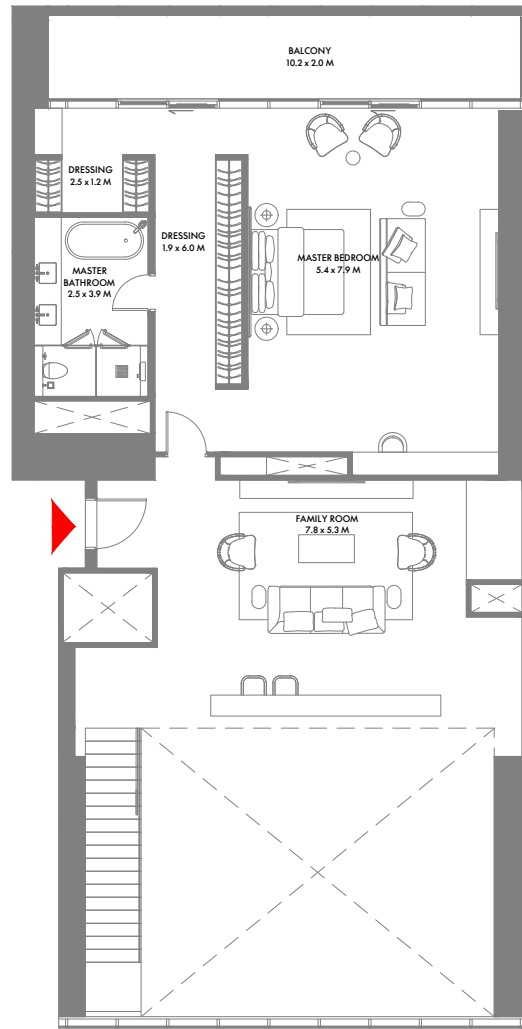 BALCONY
10.2 x 2.0 M
DRESSING
2.5 x 1.2 M
DRESSING
1.9 x 6.0 M
MASTER BEDROOM
5.4 x 7.9 M
MASTER
BATHROOM
2.5 x 3.9 M
FAMILY ROOM
7.8 x 5.3 M